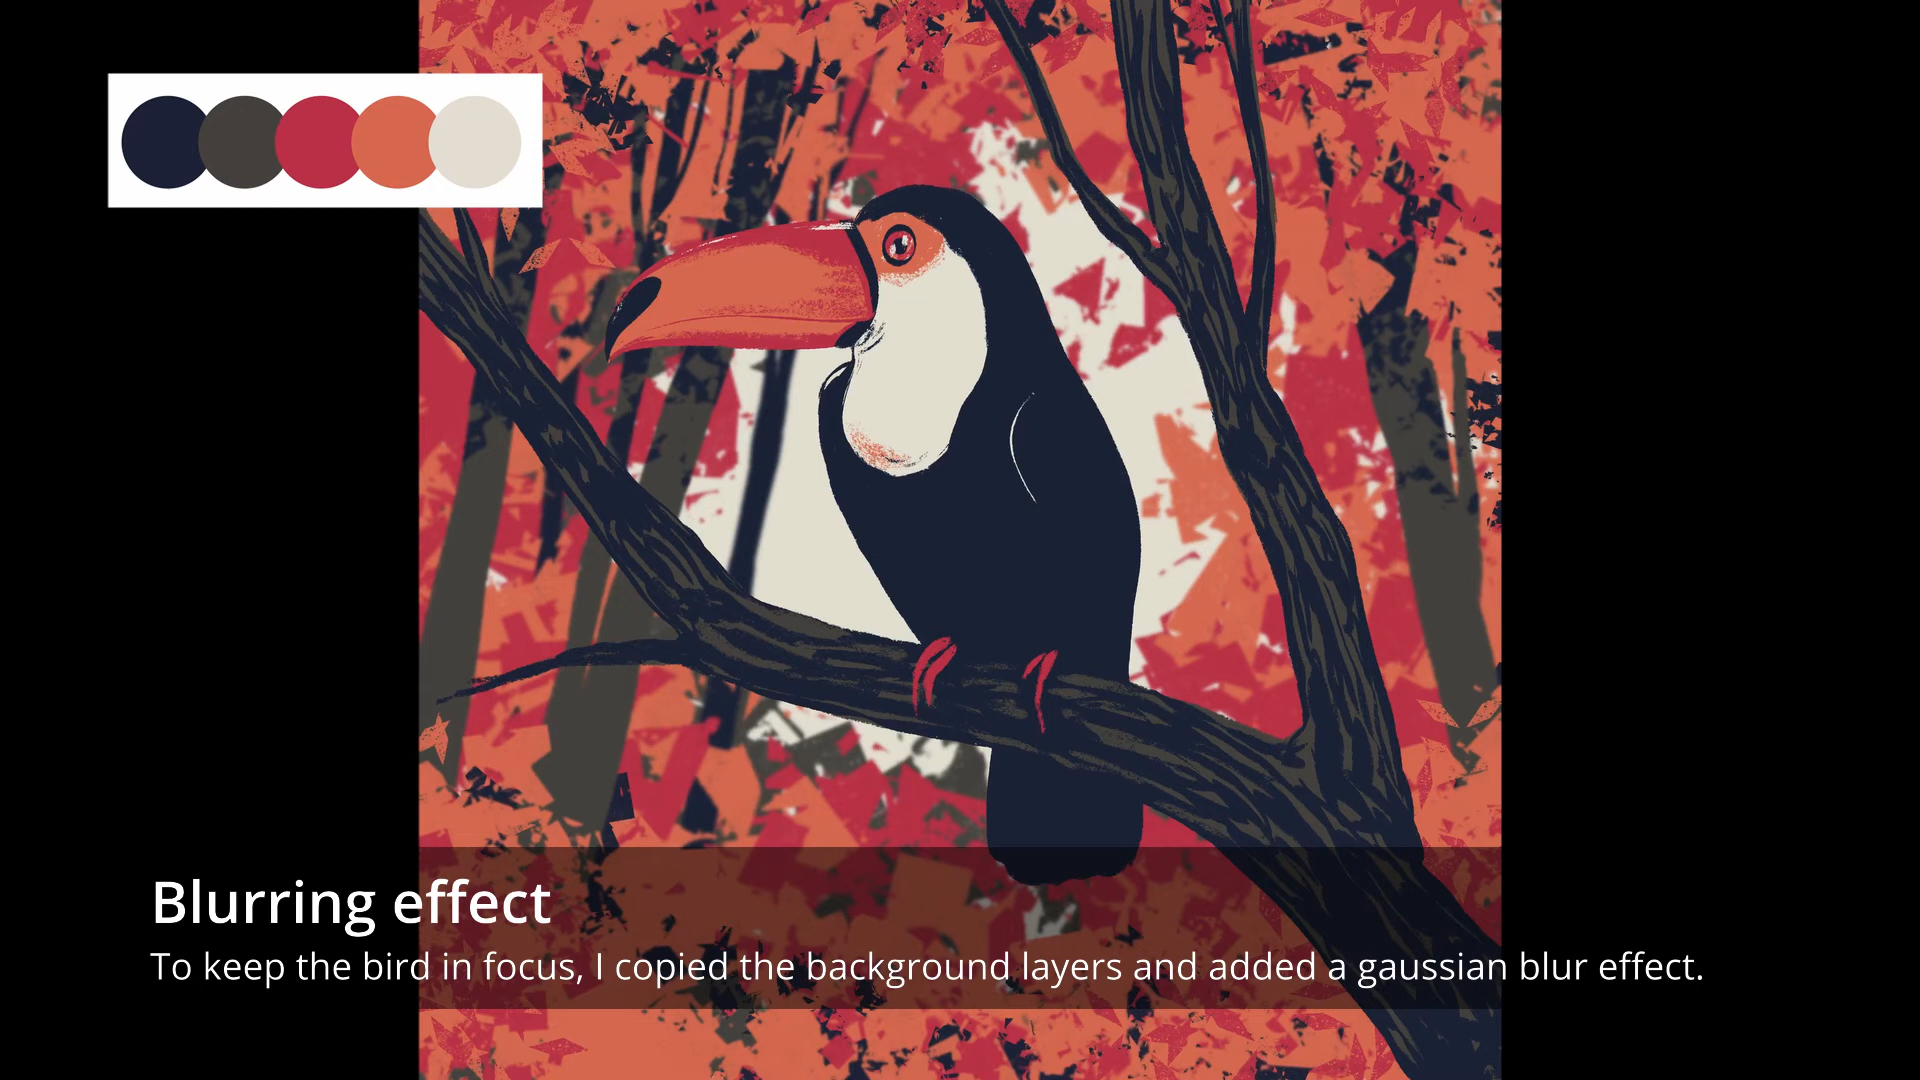 Blurring effect
To keep the bird in focus, I copied the background layers and added a gaussian blur effect.